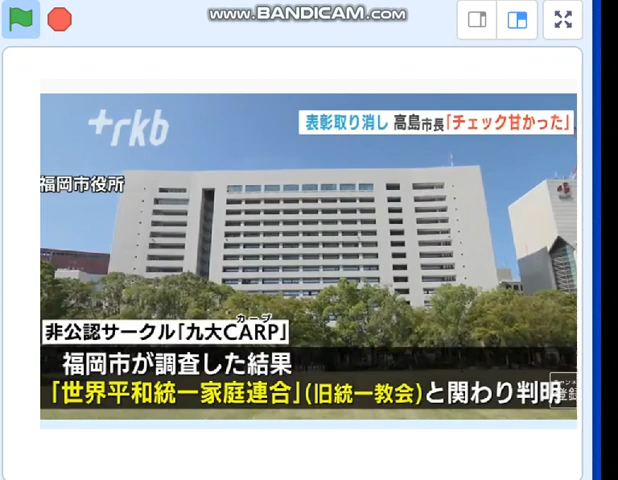 www.BANDICAM.com
rkb
表彰取り消し 高島市長「チェック甘かった」
福岡市役所
カープ
非公認サークル「九大CARP」
福岡市が調査した結果
「世界平和統一家庭連合」(旧統一教会)と関わり判明
登録